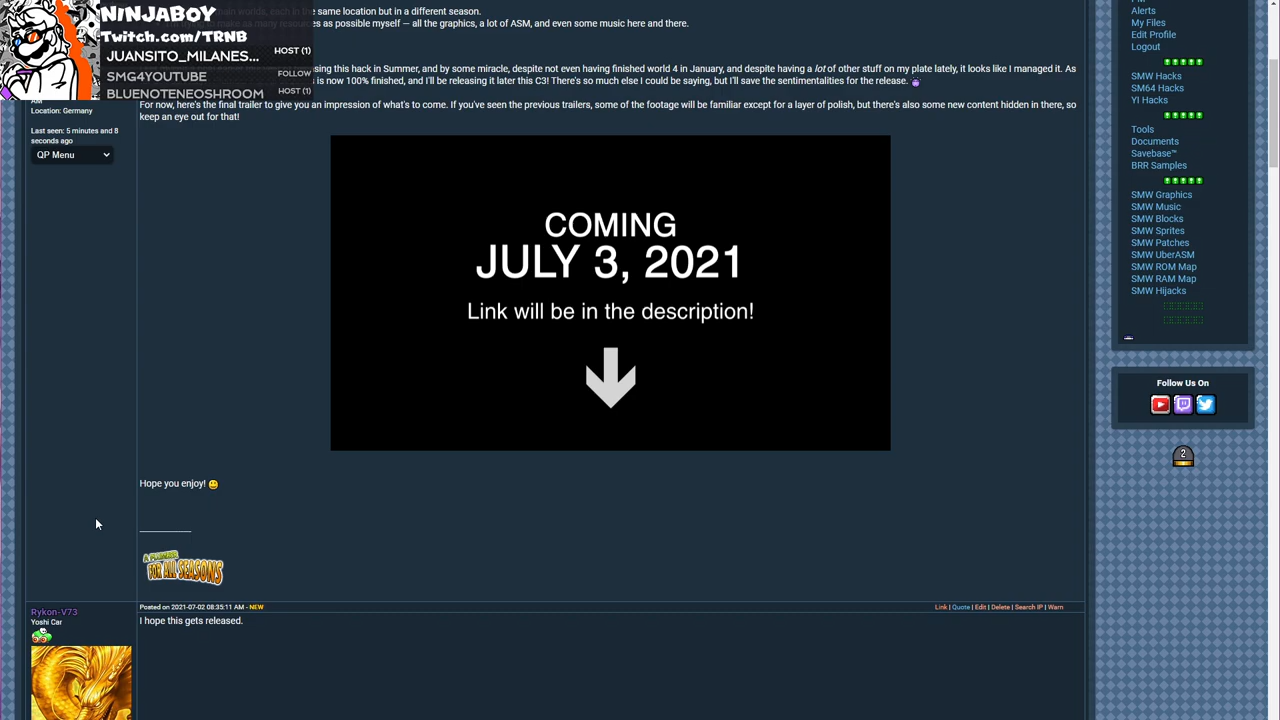 NINJABOY
Twitch.com/TRNB
JUANSITO_MILANES... HOST (1)
SMG4YOUTUBE FOLLOW
BLUENOTENEOSHROOM HOST (1)
worlds, each in the same location but in a different season.
as possible myself — all the graphics, a lot of ASM, and even some music here and there.
sing this hack in Summer, and by some miracle, despite not even having finished world 4 in January, and despite having a lot of other stuff on my plate lately, it looks like I managed it. As
is now 100% finished, and I'll be releasing it later this C3! There's so much else I could be saying, but I'll save the sentimentalities for the release.
For now, here's the final trailer to give you an impression of what's to come. If you've seen the previous trailers, some of the footage will be familiar except for a layer of polish, but there's also some new content hidden in there, so
keep an eye out for that!
AM
Location: Germany
Last seen: 5 minutes and 8
seconds ago
QP Menu
COMING
JULY 3, 2021
Link will be in the description!
Hope you enjoy!
A PLUMBER
FOR ALL SEASONS
Rykon-V73
Yoshi Car
Posted on 2021-07-02 08:35:11 AM - NEW
Link | Quote | Edit | Delete | Search IP | Warn
I hope this gets released.
PM
Alerts
My Files
Edit Profile
Logout
SMW Hacks
SM64 Hacks
YI Hacks
Tools
Documents
Savebase™
BRR Samples
SMW Graphics
SMW Music
SMW Blocks
SMW Sprites
SMW Patches
SMW UberASM
SMW ROM Map
SMW RAM Map
SMW Hijacks
Follow Us On
2